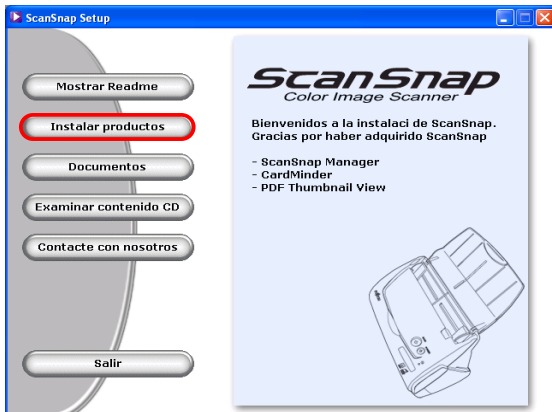 ScanSnap Setup
Mostrar Readme
Instalar productos
Documentos
Examinar contenido CD
Contacte con nosotros
Salir
ScanSnap
Color Image Scanner
Bienvenidos a la instalaci de ScanSnap.
Gracias por haber adquirido ScanSnap
- ScanSnap Manager
- CardMinder
- PDF Thumbnail View